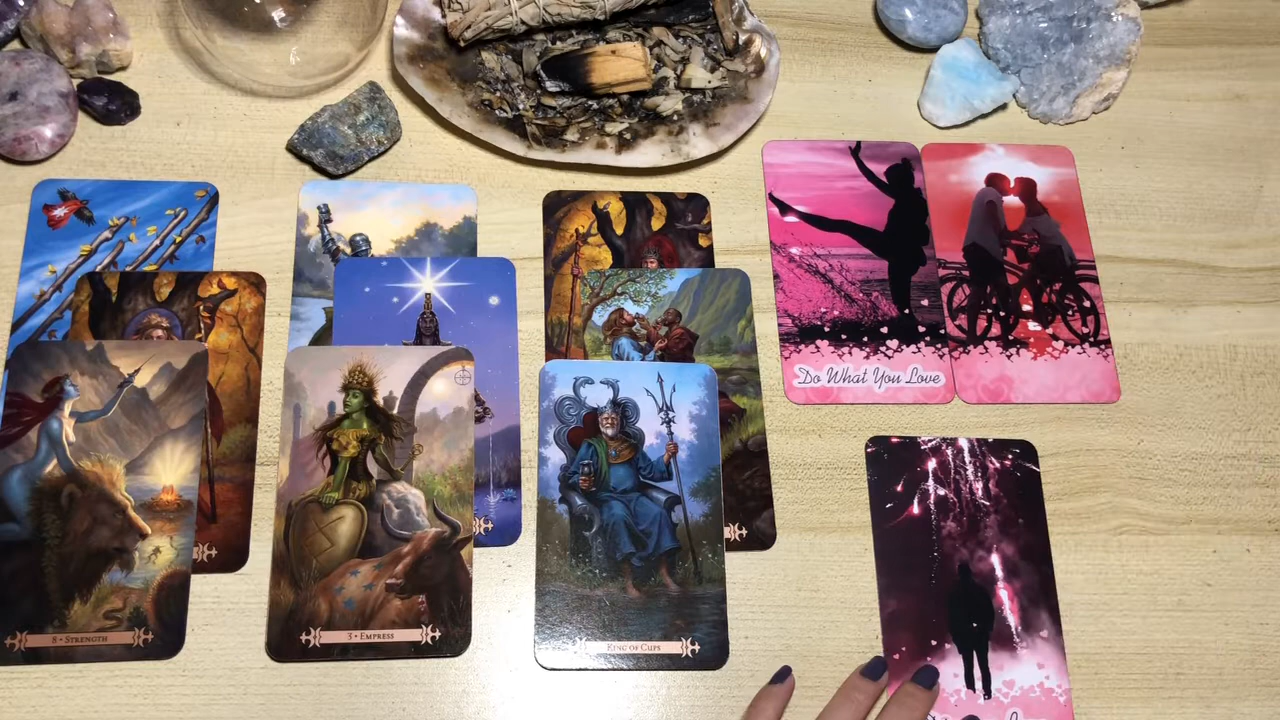 Do What You Love
8 • STRENGTH
3 • EMPRESS
KING OF CUPS